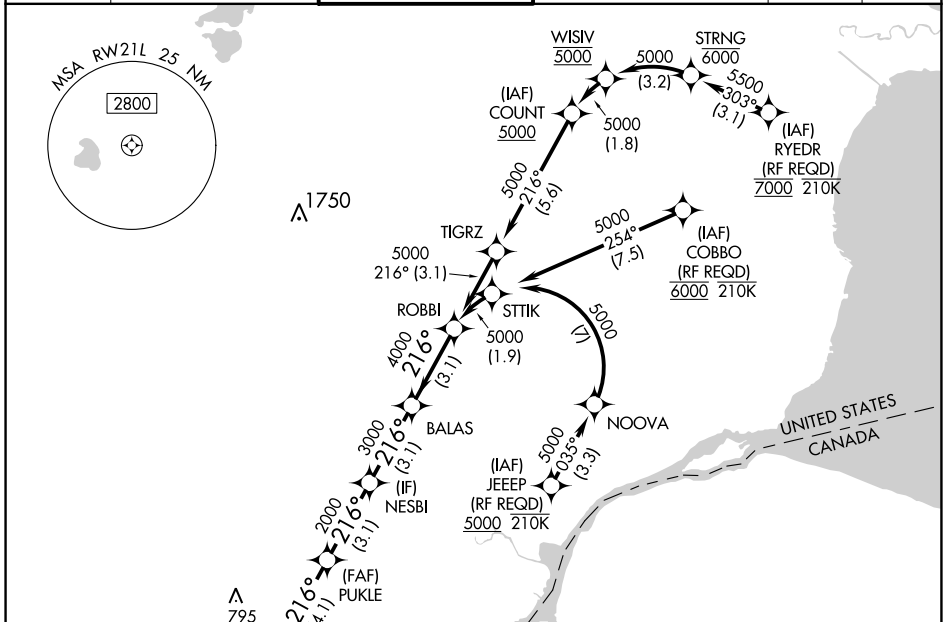 MSA RW21L 25 NM
2800
1750
WISIV
5000
STRNG
6000
5000
(3.2)
5500
303°
(3.1)
(IAF)
COUNT
5000
5000
(1.8)
(IAF)
RYEDR
(RF REQD)
7000 210K
5000
216°
(5.6)
5000
254°
(7.5)
(IAF)
COBBO
(RF REQD)
6000 210K
TIGRZ
5000
216° (3.1)
STTIK
ROBBI
5000
(1.9)
5000
(7)
4000
216°
(3.1)
BALAS
NOOVA
UNITED STATES
CANADA
3000
216°
(3.1)
5000
035°
(3.3)
(IAF)
JEEEP
(RF REQD)
5000 210K
(IF)
NESBI
2000
216°
(3.1)
(FAF)
PUKLE
216°
795